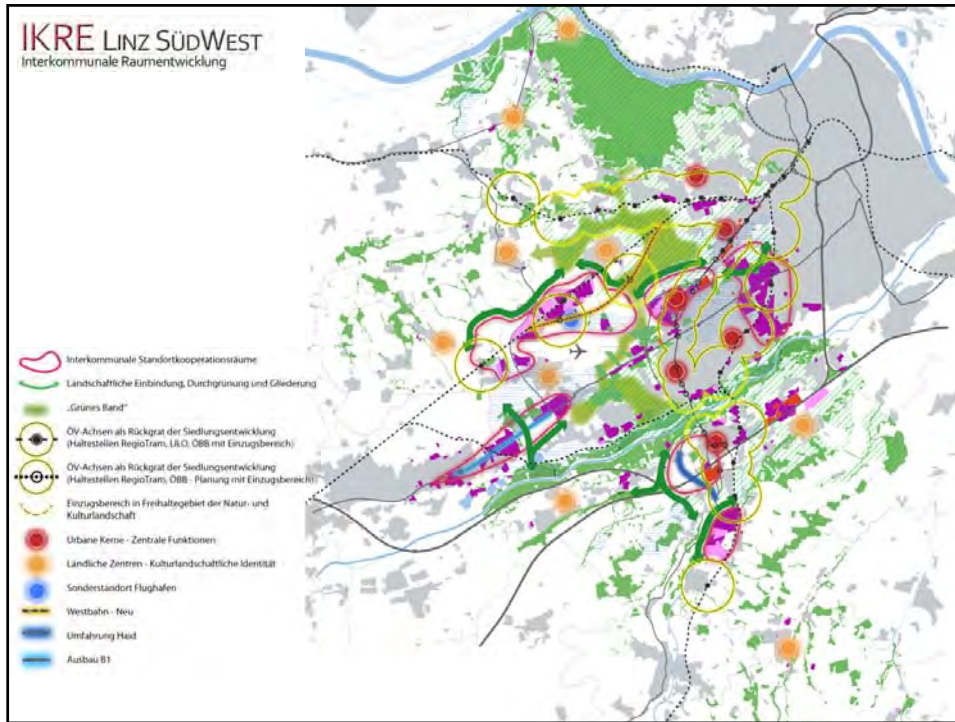 IKRE LINZ SÜDWEST
Interkommunale Raumentwicklung
Interkommunale Standortkooperationsräume
Landschaftliche Einbindung, Durchgrünung und Gliederung
„Grünes Band"
ÖV-Achsen als Rückgrat der Siedlungsentwicklung
(Haltestellen RegioTram, LILO, ÖBB mit Einzugsbereich)
ÖV-Achsen als Rückgrat der Siedlungsentwicklung
(Haltestellen RegioTram, ÖBB - Planung mit Einzugsbereich)
Einzugsbereich in Freihaltegebiet der Natur- und
Kulturlandschaft
Urbane Kerne - Zentrale Funktionen
Ländliche Zentren - Kulturlandschaftliche Identität
Sonderstandort Flughafen
Westbahn - Neu
Umfahrung Haid
Ausbau B1